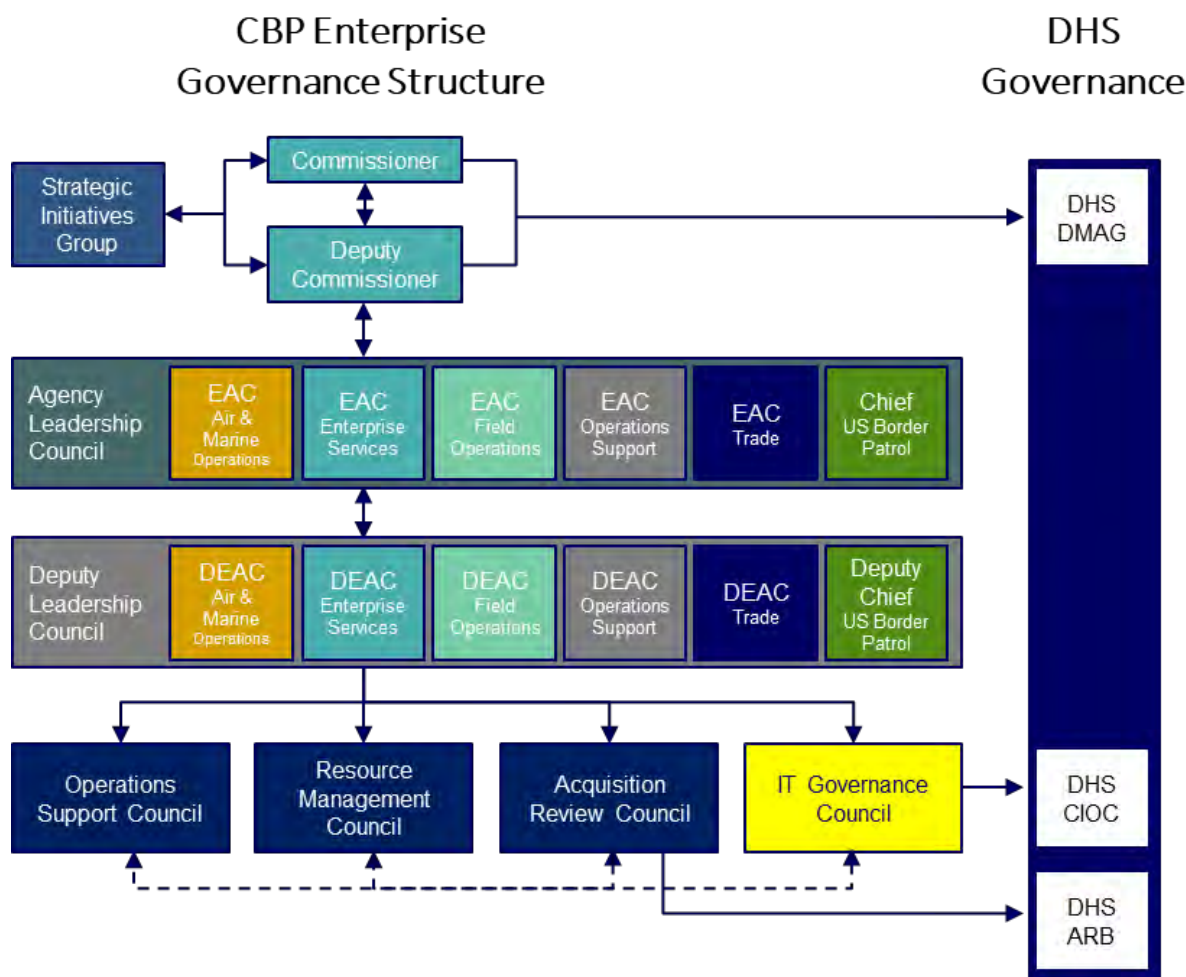 CBP Enterprise
Governance Structure
DHS
Governance
Commissioner
Strategic
Initiatives
Group
Deputy
Commissioner
DHS
DMAG
Agency
Leadership
Council
EAC
Air &
Marine
Operations
EAC
Enterprise
Services
EAC
Field
Operations
EAC
Operations
Support
EAC
Trade
Chief
US Border
Patrol
Deputy
Leadership
Council
DEAC
Air &
Marine
Operations
DEAC
Enterprise
Services
DEAC
Field
Operations
DEAC
Operations
Support
DEAC
Trade
Deputy
Chief
US Border
Patrol
Operations
Support Council
Resource
Management
Council
Acquisition
Review Council
IT Governance
Council
DHS
CIOC
DHS
ARB